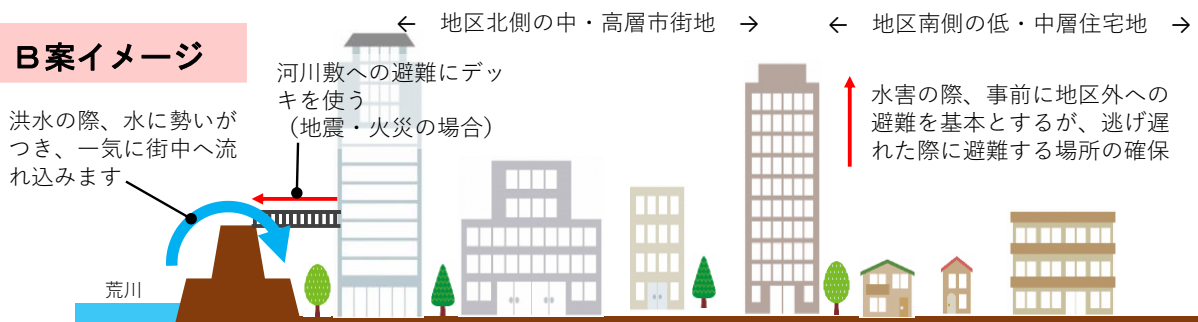 B案イメージ
← 地区北側の中・高層市街地 →
← 地区南側の低・中層住宅地 →
河川敷への避難にデッ
キを使う
（地震・火災の場合）
洪水の際、水に勢いが
つき、一気に街中へ流
れ込みます
水害の際、事前に地区外への
避難を基本とするが、逃げ遅
れた際に避難する場所の確保
荒川